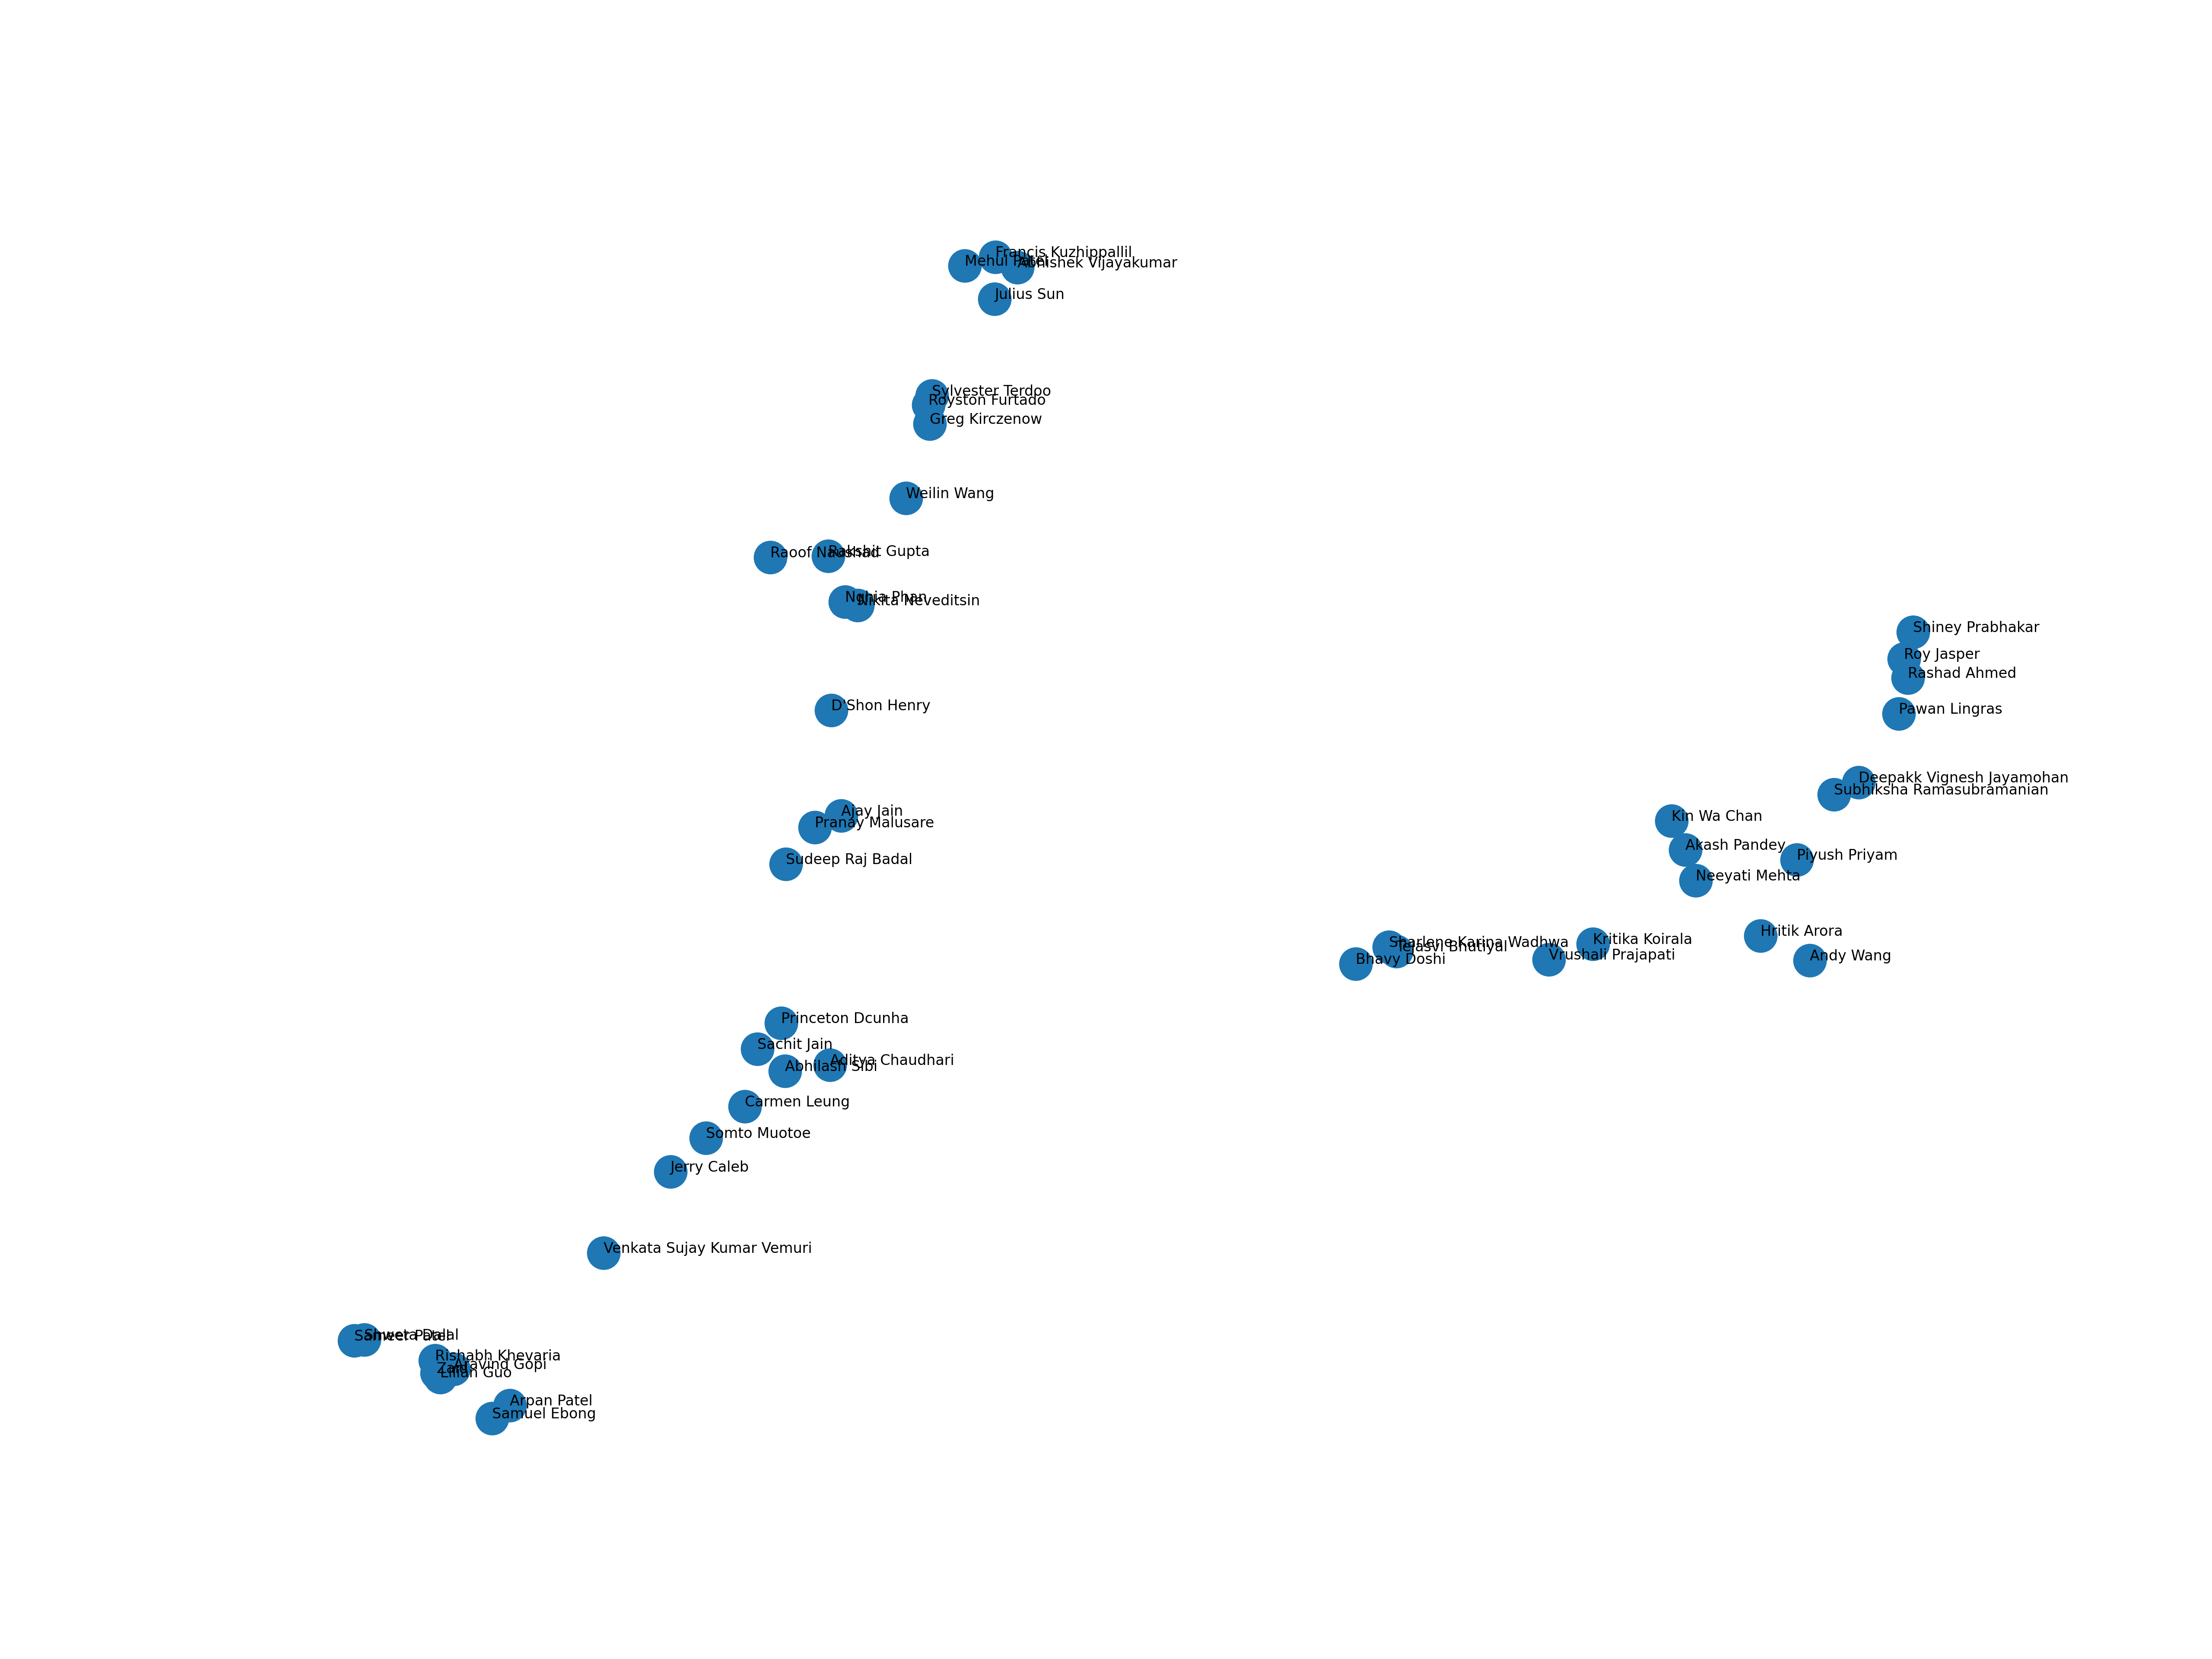 Francis Kuzhippallil
Mehul Patel
Abhishek Vijayakumar
Julius Sun
Sylvester Terdoo
Royston Furtado
Greg Kirczenow
Weilin Wang
Raoof Naushad
Rakshit Gupta
Nghia Phan
Nikita Neveditsin
Shiney Prabhakar
Roy Jasper
Rashad Ahmed
D'Shon Henry
Pawan Lingras
Deepakk Vignesh Jayamohan
Subhiksha Ramasubramanian
Ajay Jain
Kin Wa Chan
Pranay Malusare
Akash Pandey
Piyush Priyam
Sudeep Raj Badal
Neeyati Mehta
Hritik Arora
Kritika Koirala
Sharlene Karina Wadhwa
Tejasvi Bhutiyal
Vrushali Prajapati
Andy Wang
Bhavy Doshi
Princeton Dcunha
Sachit Jain
Aditya Chaudhari
Abhilash Sibi
Carmen Leung
Somto Muotoe
Jerry Caleb
Venkata Sujay Kumar Vemuri
Dalal
Sameer Patel
Rishabh Khevaria
Aravind Gopi
Lilian Guo
Arpan Patel
Samuel Ebong